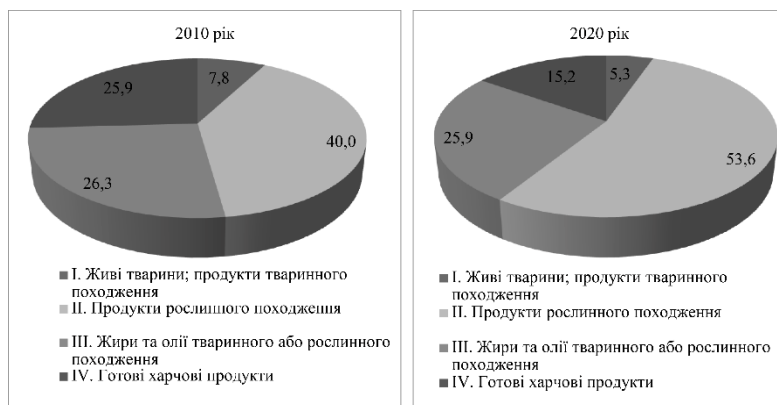 2010 рік
25,9
7,8
40,0
26,3
I. Живі тварини; продукти тваринного
походження
II. Продукти рослинного походження
III. Жири та олії тваринного або рослинного
походження
IV. Готові харчові продукти
2020 рік
15,2
5,3
25,9
53,6
I. Живі тварини; продукти тваринного
походження
II. Продукти рослинного походження
III. Жири та олії тваринного або рослинного
походження
IV. Готові харчові продукти